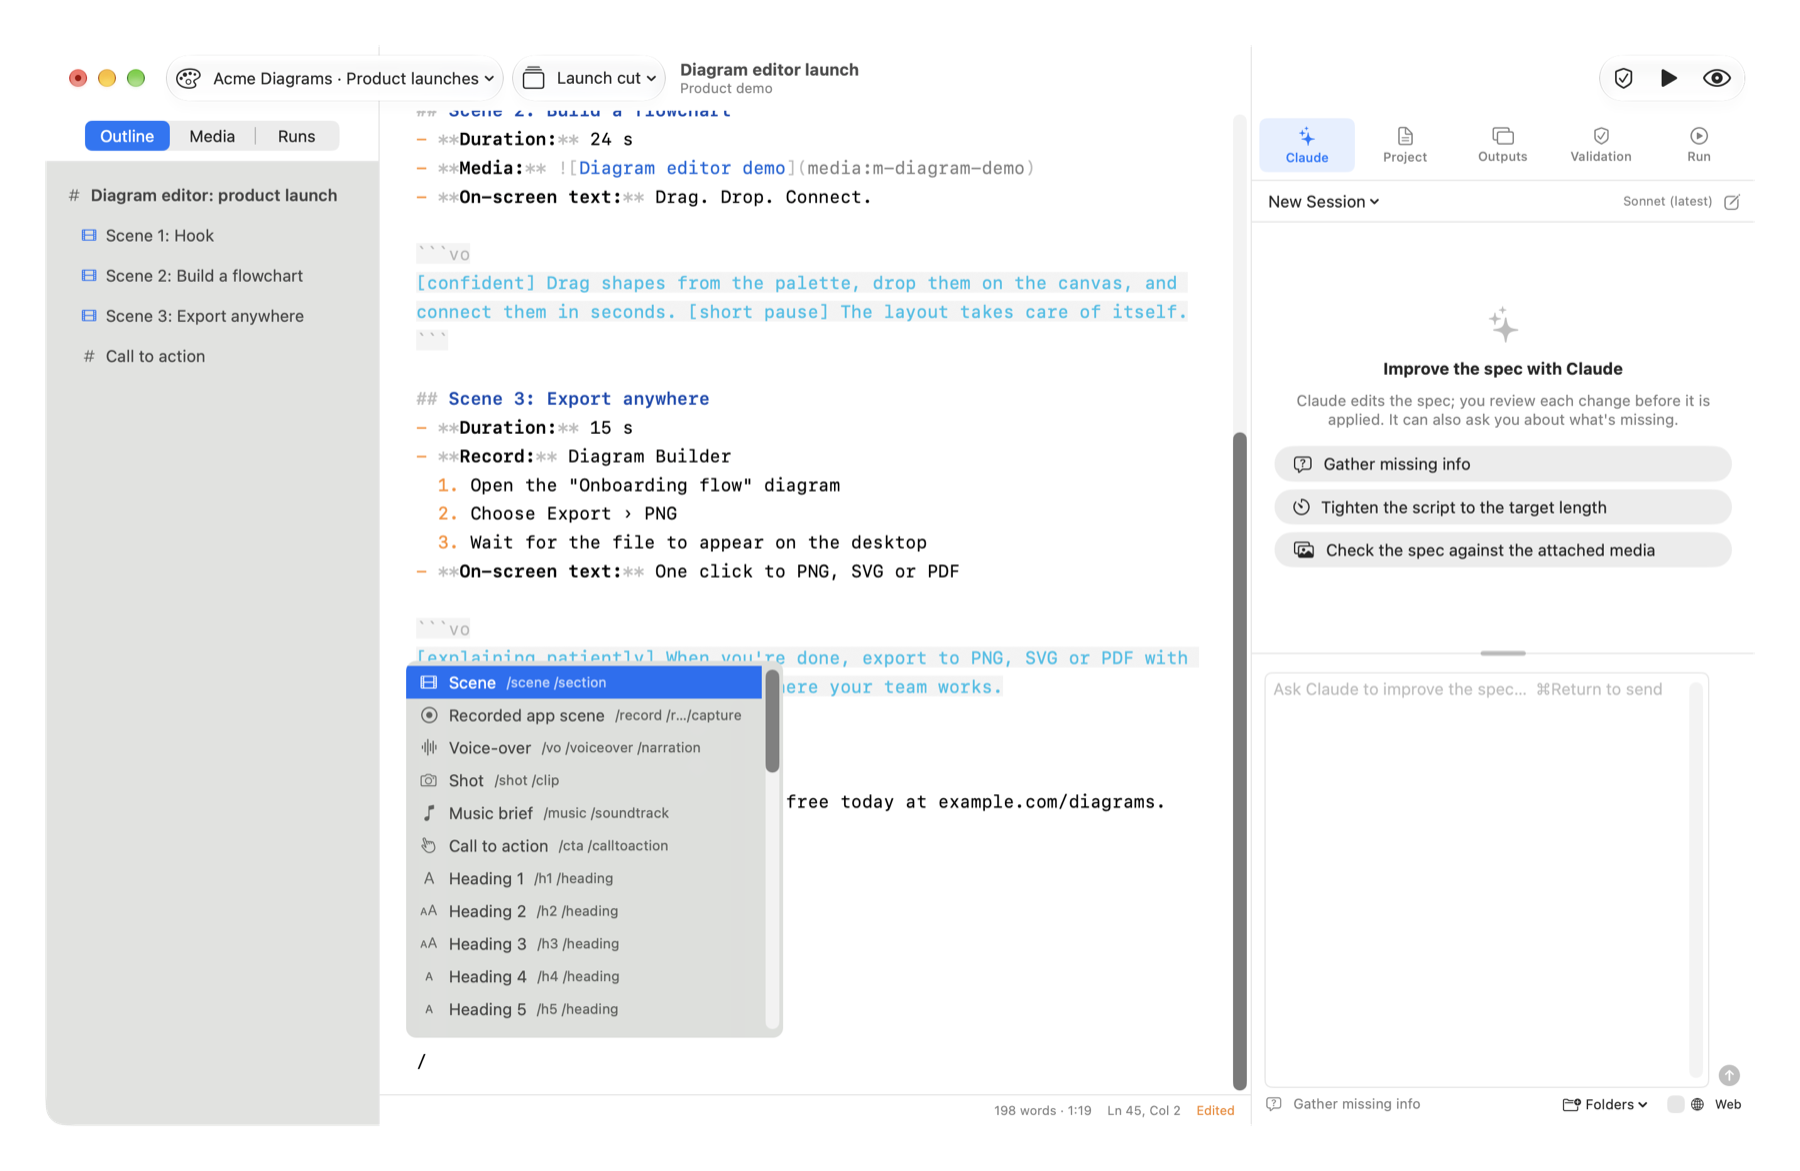 Acme Diagrams · Product launches
Launch cut
Diagram editor launch
Product demo
Outline
Media
Runs
# Diagram editor: product launch
Scene 1: Hook
Scene 2: Build a flowchart
Scene 3: Export anywhere
# Call to action
## Scene 2: Build a flowchart
- **Duration:** 24 s
- **Media:** ![Diagram editor demo](media:m-diagram-demo)
- **On-screen text:** Drag. Drop. Connect.
```vo
[confident] Drag shapes from the palette, drop them on the canvas, and
connect them in seconds. [short pause] The layout takes care of itself.
```
## Scene 3: Export anywhere
- **Duration:** 15 s
- **Record:** Diagram Builder
1. Open the "Onboarding flow" diagram
2. Choose Export › PNG
3. Wait for the file to appear on the desktop
- **On-screen text:** One click to PNG, SVG or PDF
```vo
[explaining patiently] When you're done, export to PNG, SVG or PDF with
your team works.
free today at example.com/diagrams.
Scene /scene /section
Recorded app scene /record /r.../capture
Voice-over /vo /voiceover /narration
Shot /shot /clip
Music brief /music /soundtrack
Call to action /cta /calltoaction
Heading 1 /h1 /heading
Heading 2 /h2 /heading
Heading 3 /h3 /heading
Heading 4 /h4 /heading
Heading 5 /h5 /heading
/
198 words · 1:19
Ln 45, Col 2
Edited
Claude
Project
Outputs
Validation
Run
New Session
Sonnet (latest)
Improve the spec with Claude
Claude edits the spec; you review each change before it is
applied. It can also ask you about what's missing.
Gather missing info
Tighten the script to the target length
Check the spec against the attached media
Ask Claude to improve the spec... ⌘Return to send
Gather missing info
Folders
Web